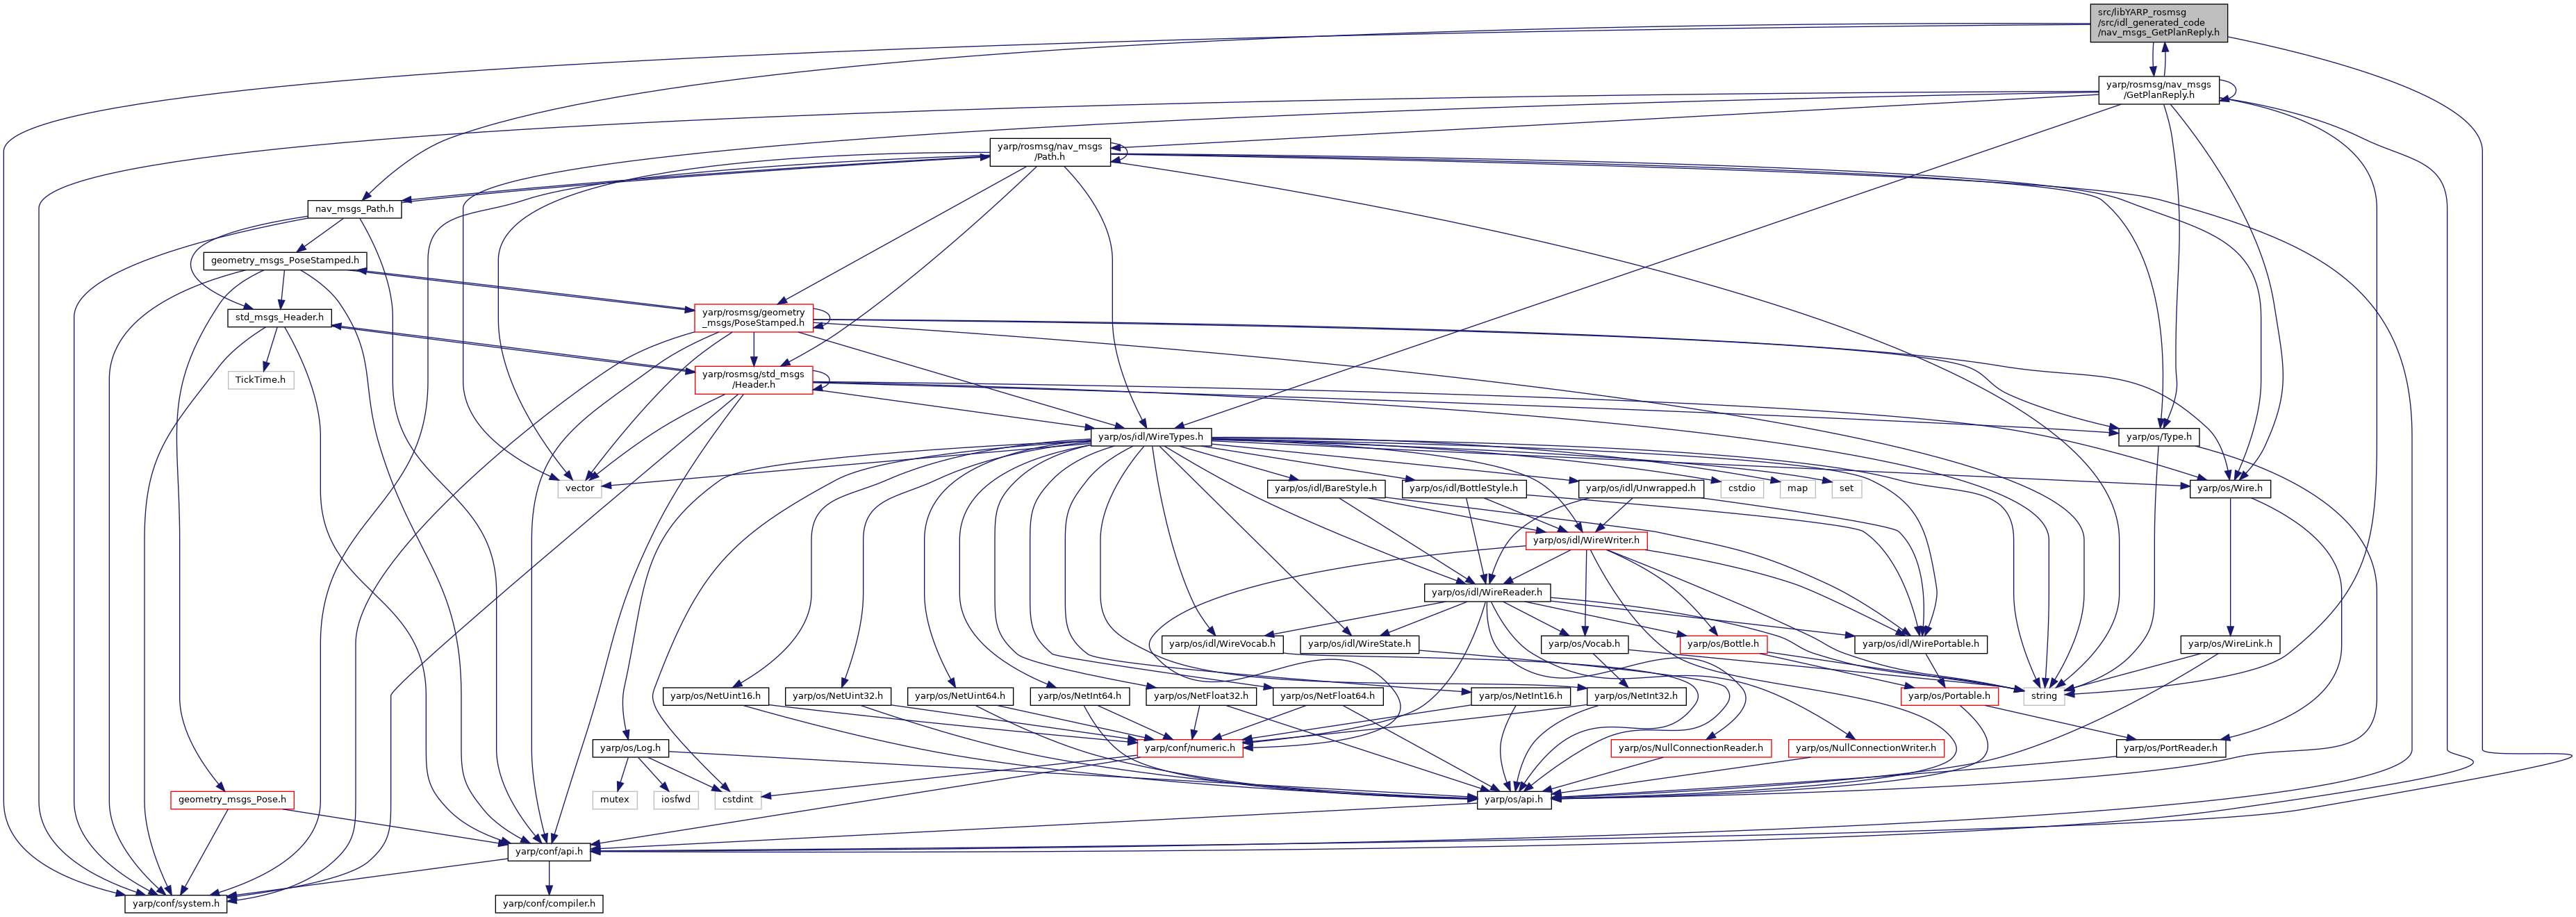 src/libYARP_rosmsg
/src/idl_generated_code
/nav_msgs_GetPlanReply.h
yarp/rosmsg/nav_msgs
/GetPlanReply.h
yarp/rosmsg/nav_msgs
/Path.h
nav_msgs_Path.h
geometry_msgs_PoseStamped.h
std_msgs_Header.h
yarp/rosmsg/geometry
_msgs/PoseStamped.h
TickTime.h
yarp/rosmsg/std_msgs
/Header.h
yarp/os/idl/WireTypes.h
yarp/os/Type.h
vector
yarp/os/idl/BareStyle.h
yarp/os/idl/BottleStyle.h
yarp/os/idl/Unwrapped.h
cstdio
map
set
yarp/os/Wire.h
yarp/os/idl/WireWriter.h
yarp/os/idl/WireReader.h
yarp/os/idl/WireVocab.h
yarp/os/idl/WireState.h
yarp/os/Vocab.h
yarp/os/Bottle.h
yarp/os/idl/WirePortable.h
yarp/os/WireLink.h
yarp/os/NetUint16.h
yarp/os/NetUint32.h
yarp/os/NetUint64.h
yarp/os/NetInt64.h
yarp/os/NetFloat32.h
yarp/os/NetFloat64.h
yarp/os/NetInt16.h
yarp/os/NetInt32.h
yarp/os/Portable.h
string
yarp/os/Log.h
yarp/conf/numeric.h
yarp/os/NullConnectionReader.h
yarp/os/NullConnectionWriter.h
yarp/os/PortReader.h
geometry_msgs_Pose.h
mutex
iosfwd
cstdint
yarp/os/api.h
yarp/conf/api.h
yarp/conf/system.h
yarp/conf/compiler.h